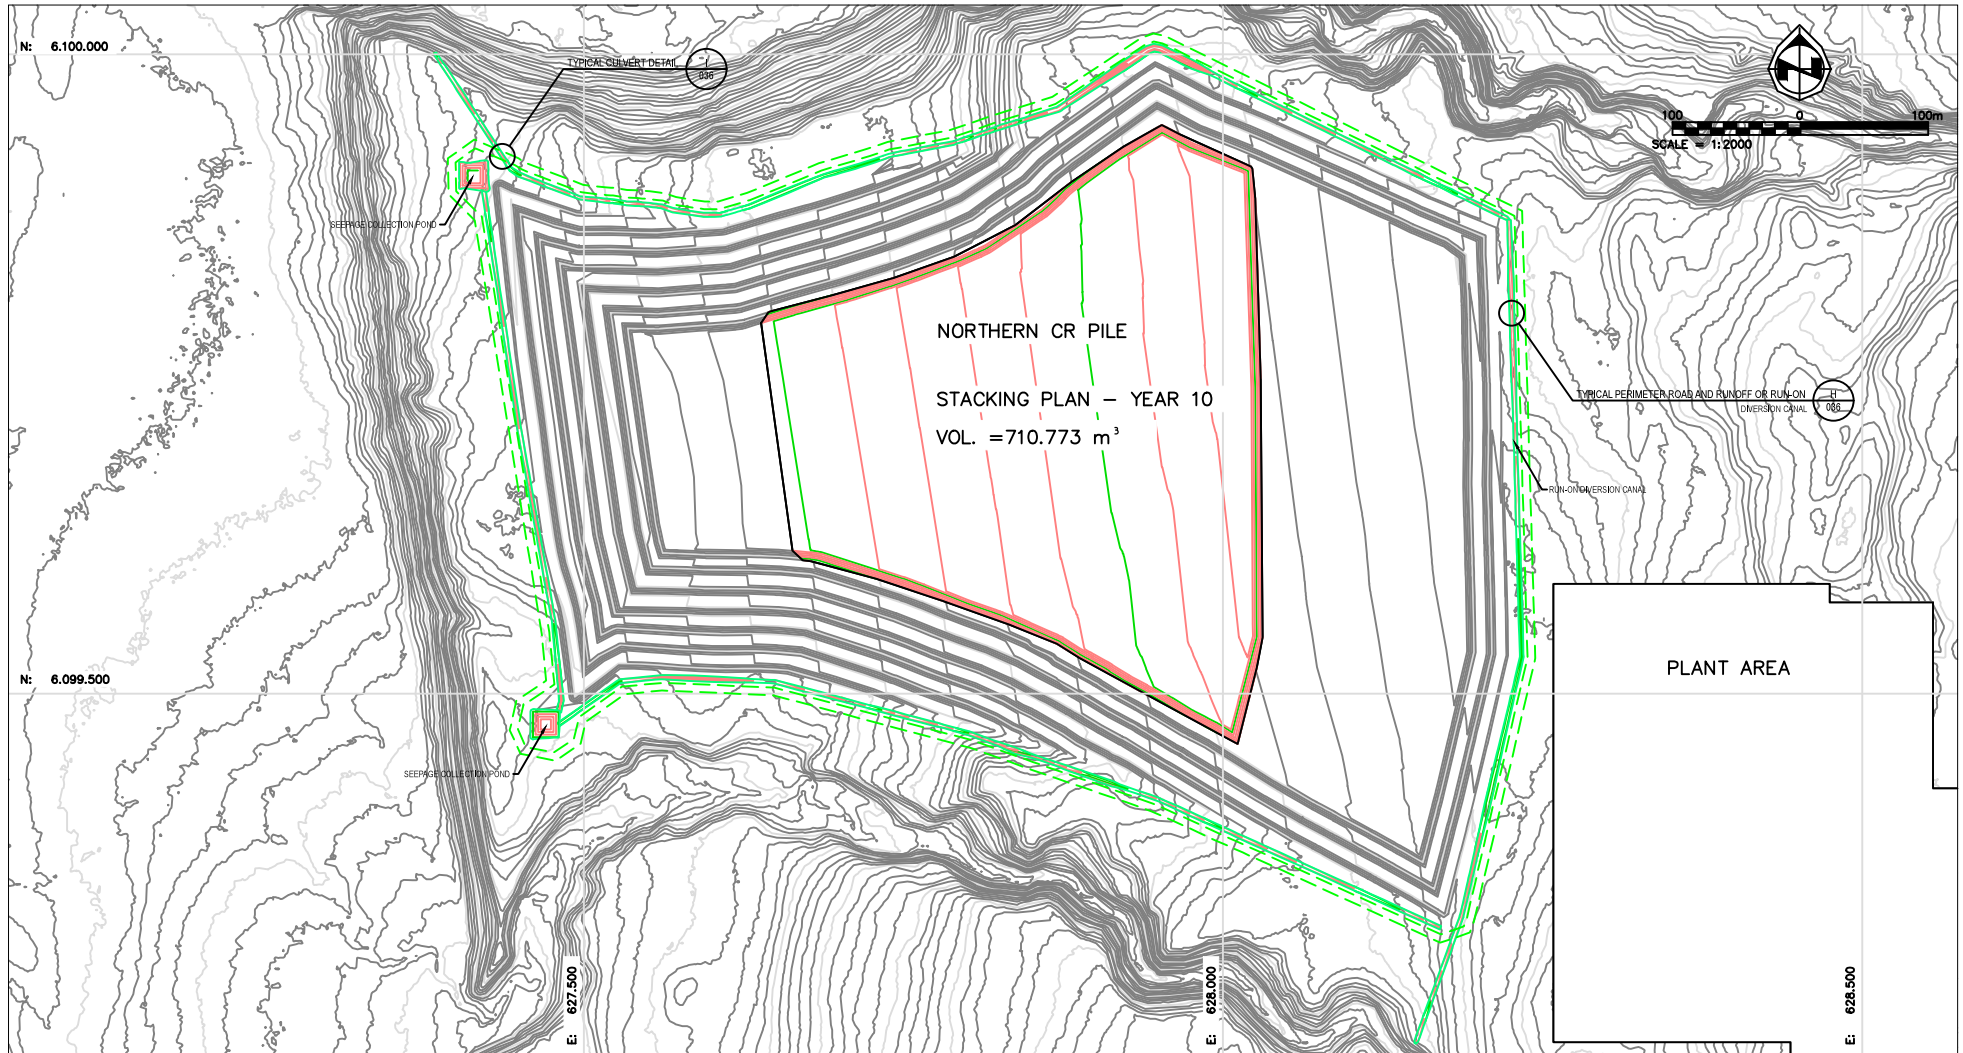 N: 6.100.000
TYPICAL CULVERT DETAIL
I
036
100 0 100m
SCALE = 1:2000
SEEPAGE COLLECTION POND
NORTHERN CR PILE
STACKING PLAN - YEAR 10
VOL. =710.773 m³
TYPICAL PERIMETER ROAD AND RUNOFF OR RUN-ON
DIVERSION CANAL
H
036
RUN-ON DIVERSION CANAL
N: 6.099.500
PLANT AREA
SEEPAGE COLLECTION POND
E: 627.500
E: 628.000
E: 628.500